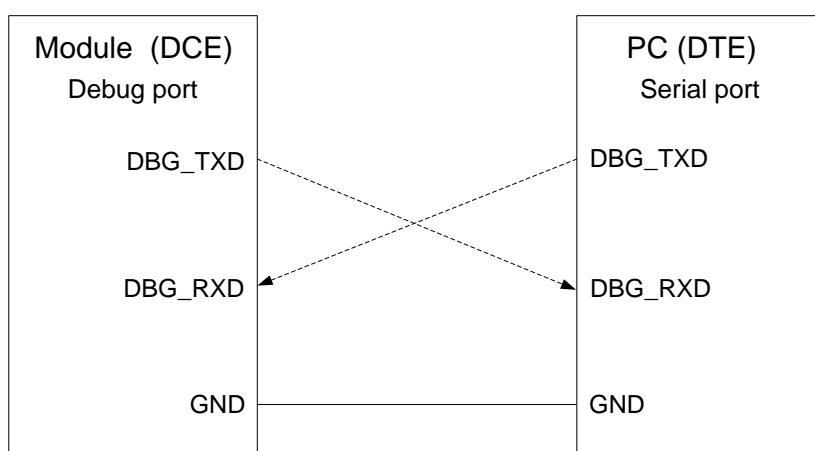 Module (DCE)
Debug port
DBG_TXD
DBG_RXD
GND
PC (DTE)
Serial port
DBG_TXD
DBG_RXD
GND